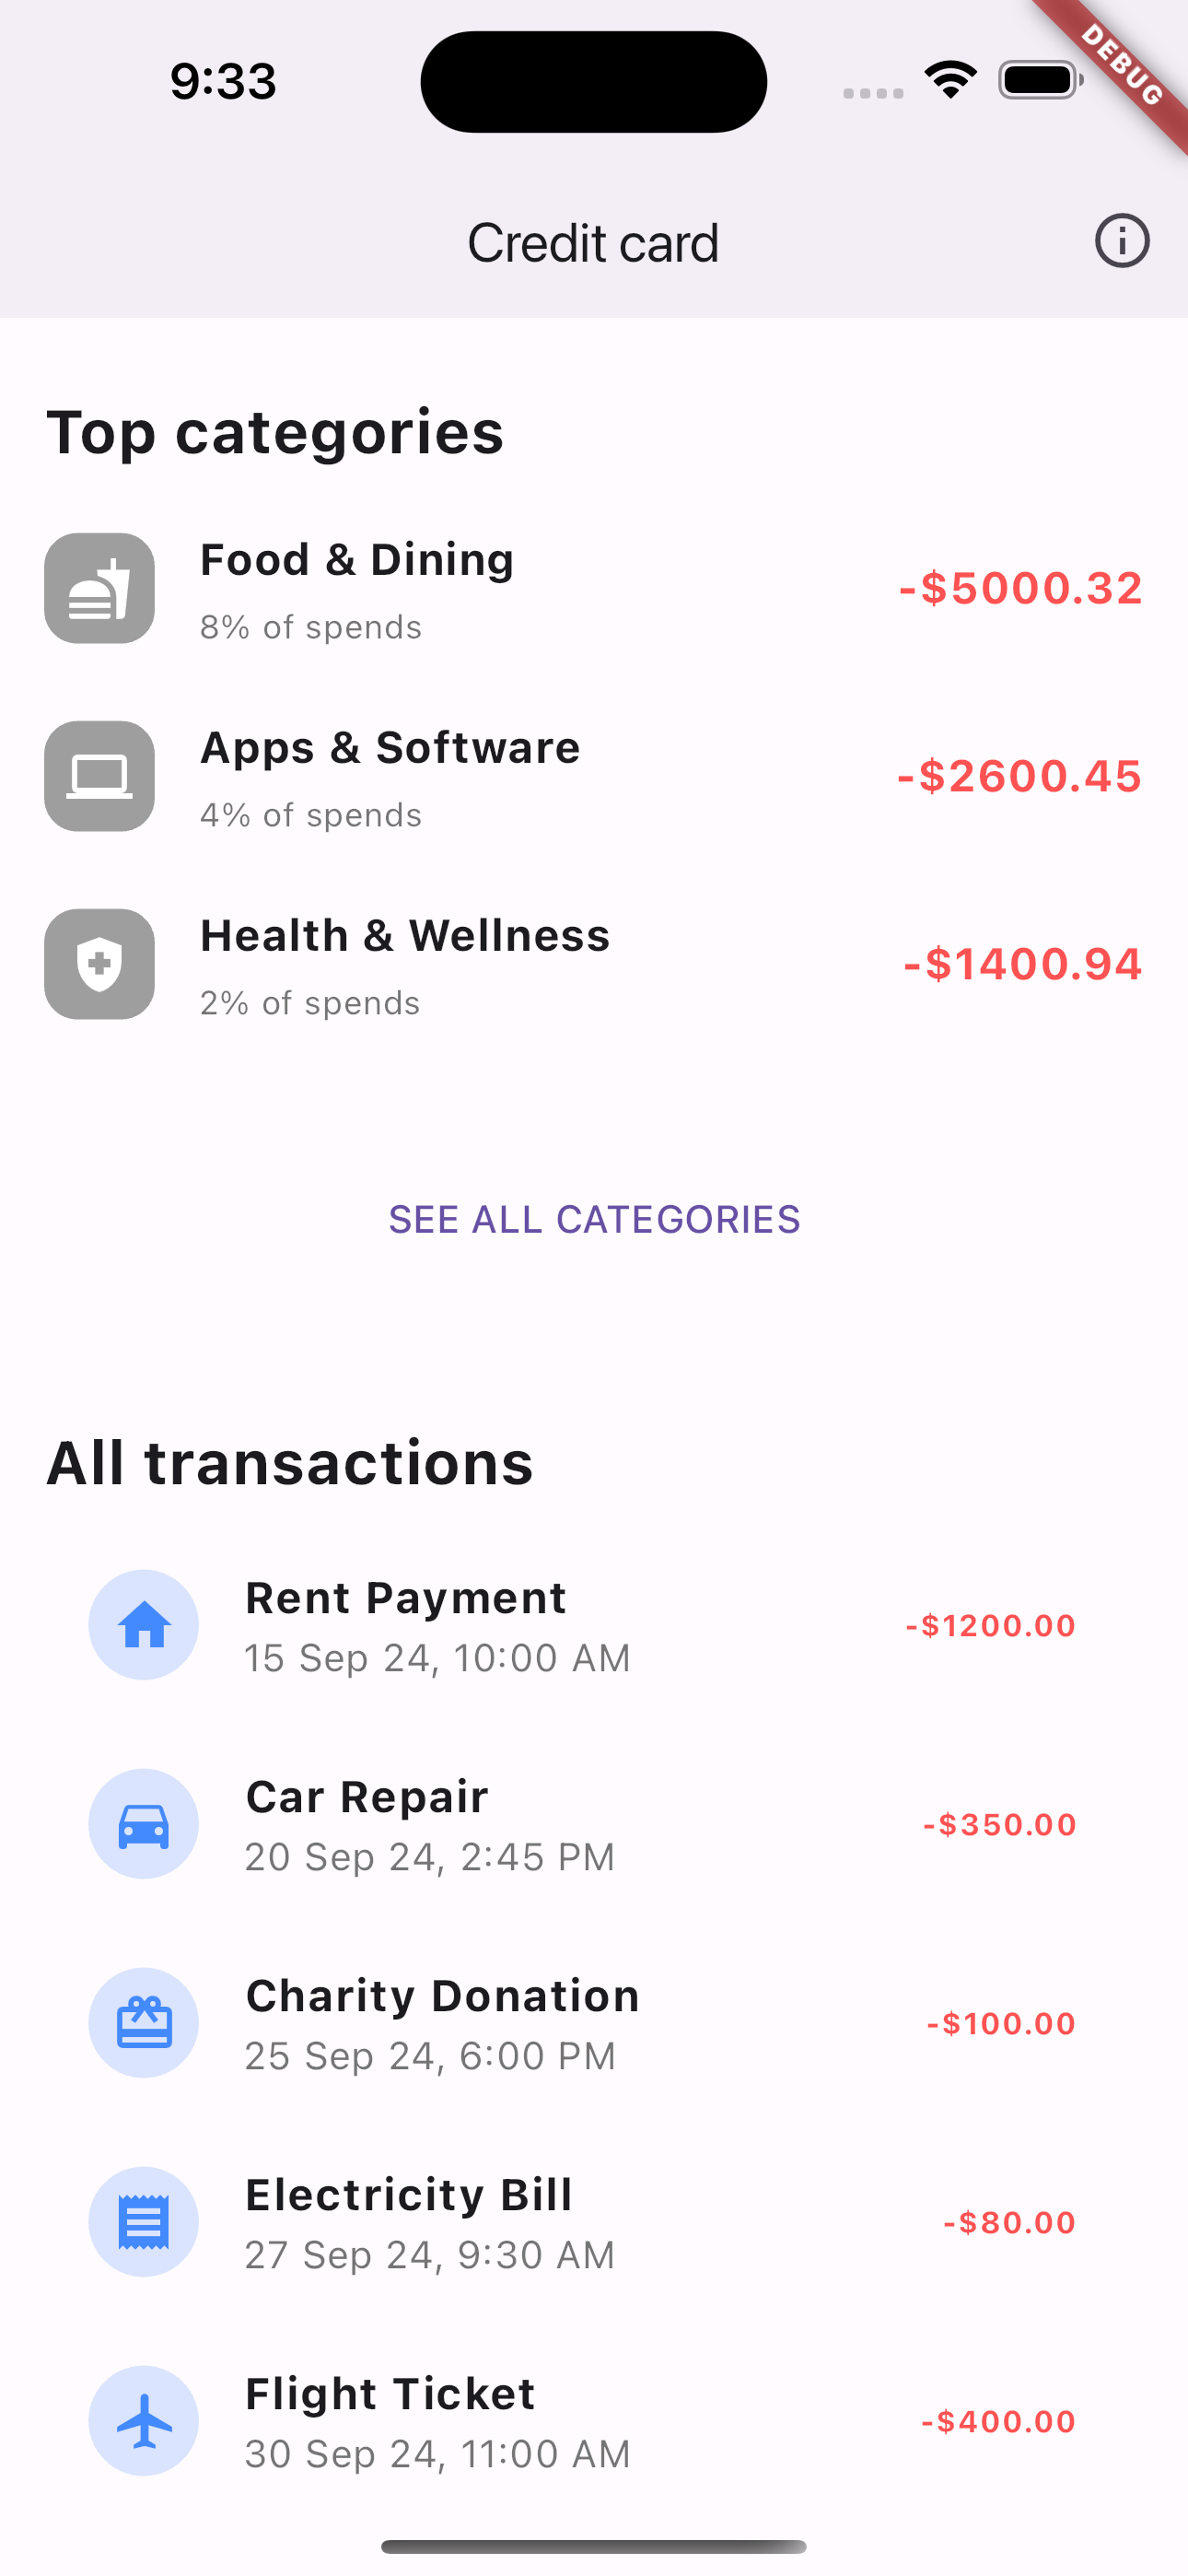 9:33
DEBUG
Credit card
Top categories
Food & Dining
8% of spends
-$5000.32
Apps & Software
4% of spends
-$2600.45
Health & Wellness
2% of spends
-$1400.94
SEE ALL CATEGORIES
All transactions
Rent Payment
15 Sep 24, 10:00 AM
-$1200.00
Car Repair
20 Sep 24, 2:45 PM
-$350.00
Charity Donation
25 Sep 24, 6:00 PM
-$100.00
Electricity Bill
27 Sep 24, 9:30 AM
-$80.00
Flight Ticket
30 Sep 24, 11:00 AM
-$400.00